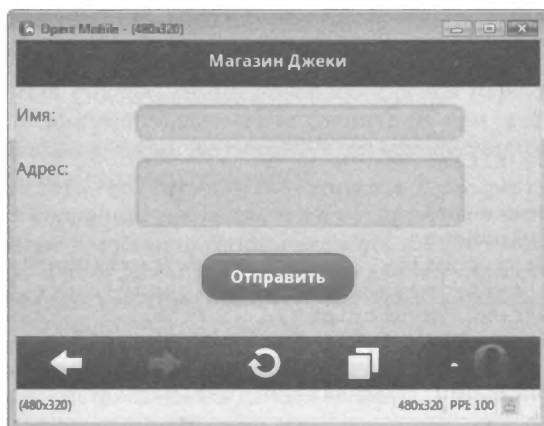 Opera Mobile - (480x320)
Магазин Джеки
Имя:
Адрес:
Отправить
(480x320)
480x320 PPI: 100